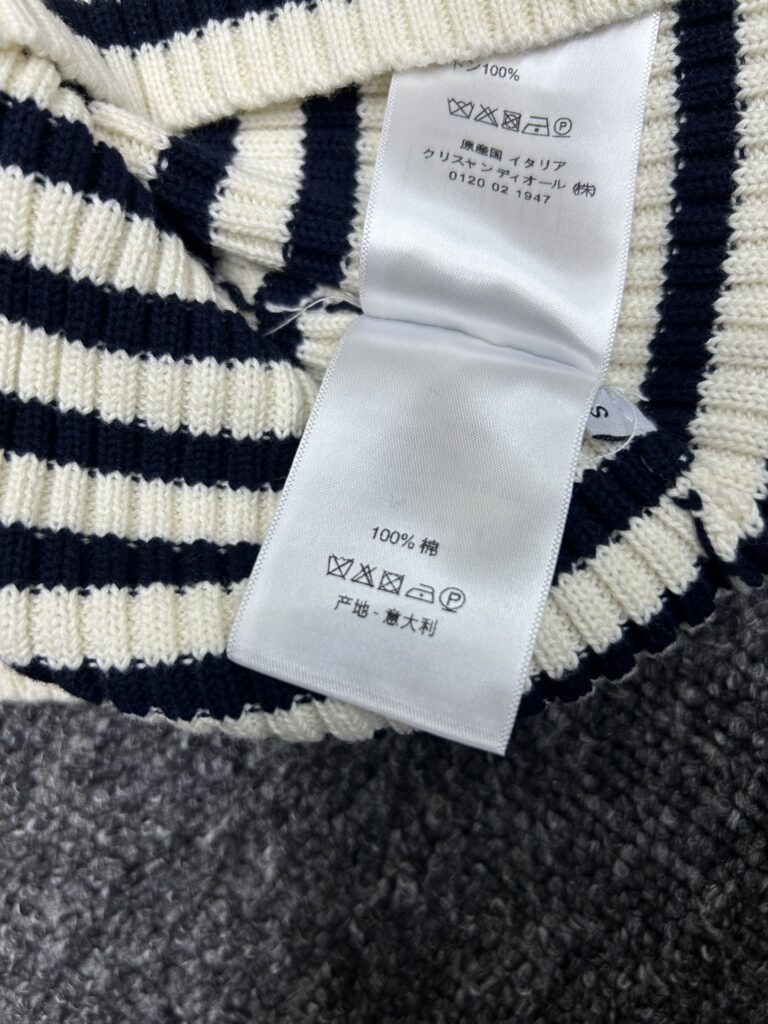 トン100%
P
原産国 イタリア
クリスチャンディオール (株)
0120 02 1947
S
100% 棉
P
产地 - 意大利